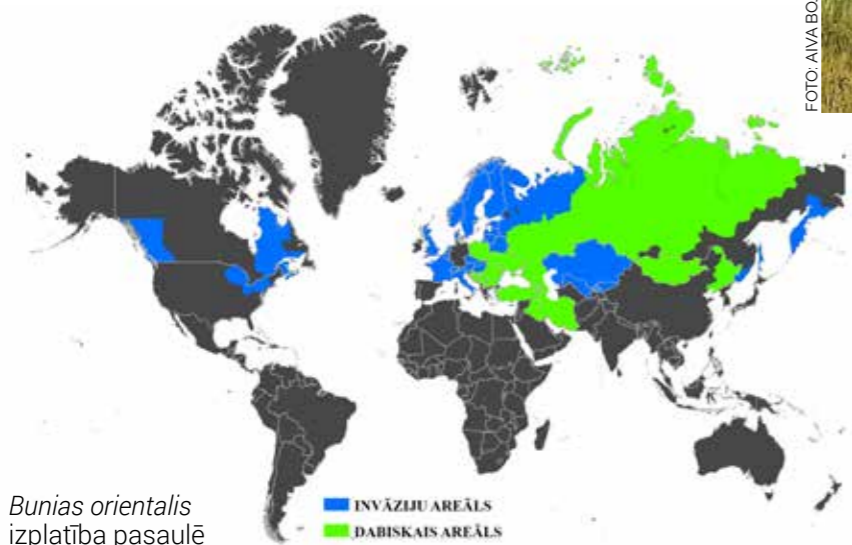 FOTO: AIVA BO
Bunias orientalis
izplatība pasaulē
INVĀZIJU AREĀLS
DABISKAIS AREĀLS